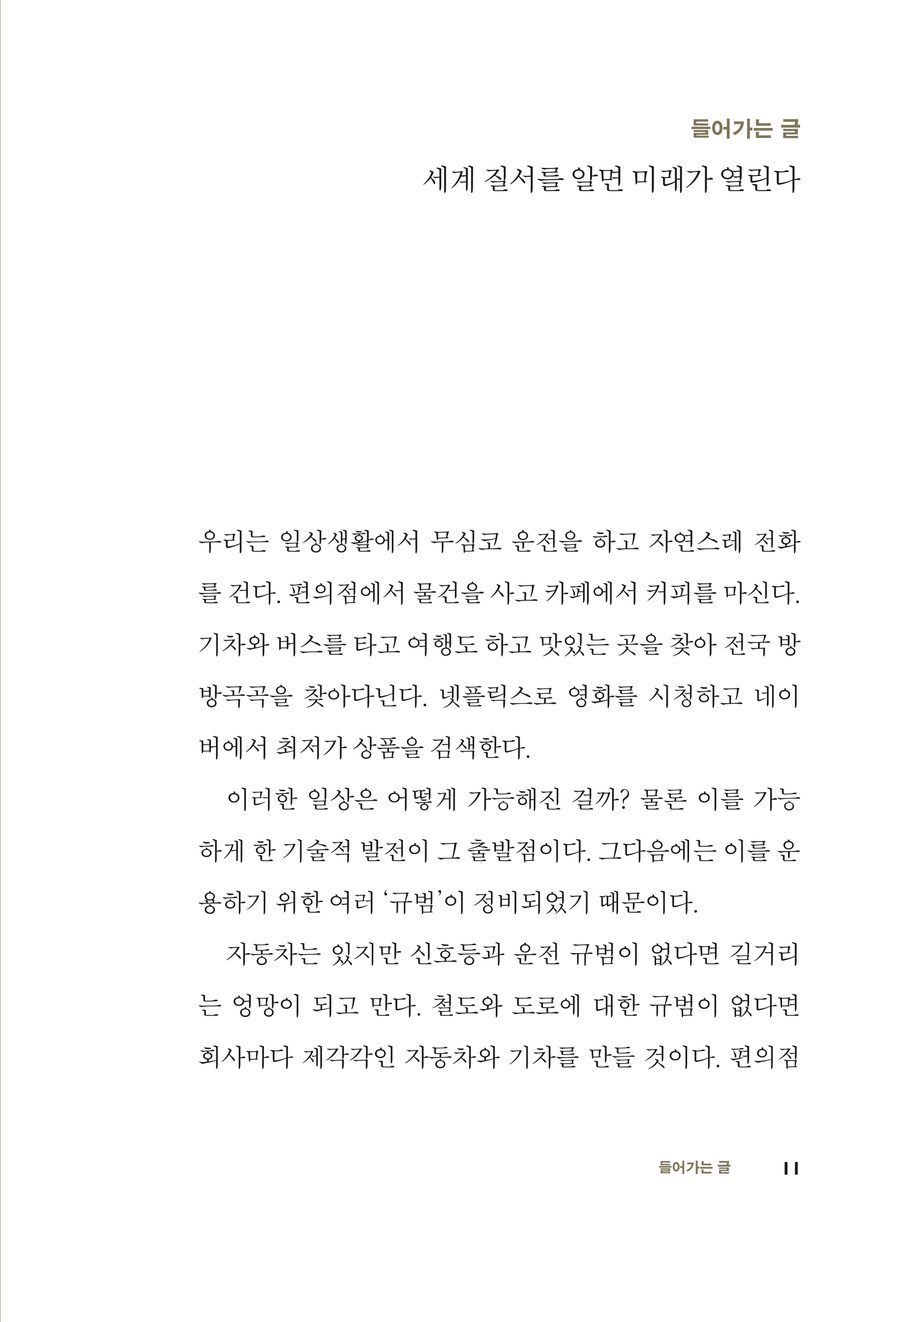 들어가는 글
세계 질서를 알면 미래가 열린다
우리는 일상생활에서 무심코 운전을 하고 자연스레 전화
를 건다. 편의점에서 물건을 사고 카페에서 커피를 마신다.
기차와 버스를 타고 여행도 하고 맛있는 곳을 찾아 전국 방
방곡곡을 찾아다닌다. 넷플릭스로 영화를 시청하고 네이
버에서 최저가 상품을 검색한다.
이러한 일상은 어떻게 가능해진 걸까? 물론 이를 가능
하게 한 기술적 발전이 그 출발점이다. 그다음에는 이를 운
용하기 위한 여러 ‘규범’이 정비되었기 때문이다.
자동차는 있지만 신호등과 운전 규범이 없다면 길거리
는 엉망이 되고 만다. 철도와 도로에 대한 규범이 없다면
회사마다 제각각인 자동차와 기차를 만들 것이다. 편의점
들어가는 글 11